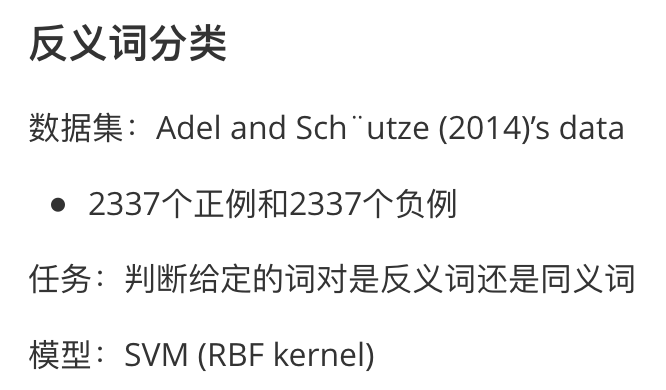 反义词分类
数据集：Adel and Sch¨utze (2014)’s data
● 2337个正例和2337个负例
任务：判断给定的词对是反义词还是同义词
模型：SVM (RBF kernel)